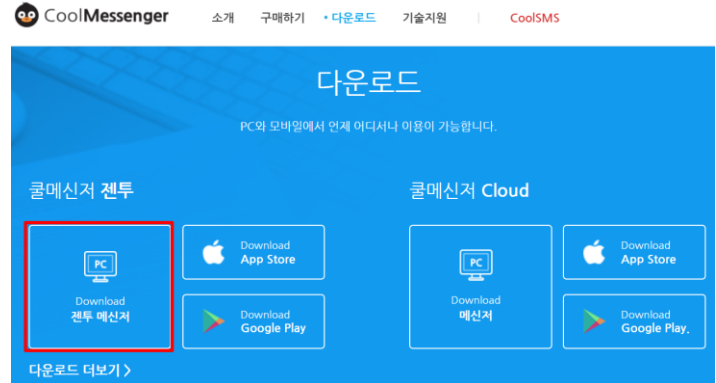 CoolMessenger 소개 구매하기 • 다운로드 기술지원 CoolSMS
다운로드
PC와 모바일에서 언제 어디서나 이용이 가능합니다.
쿨메신저 젠투
PC
Download
젠투 메신저
Download
App Store
Download
Google Play
다운로드 더보기 >
쿨메신저 Cloud
PC
Download
메신저
Download
App Store
Download
Google Play.